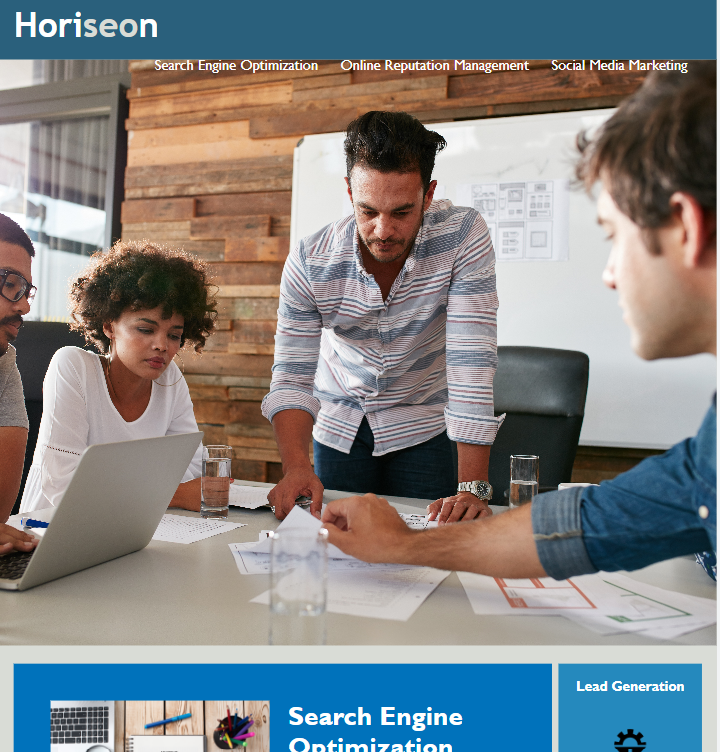 Horiseon
Search Engine Optimization Online Reputation Management Social Media Marketing
Lead Generation
Search Engine
Optimization